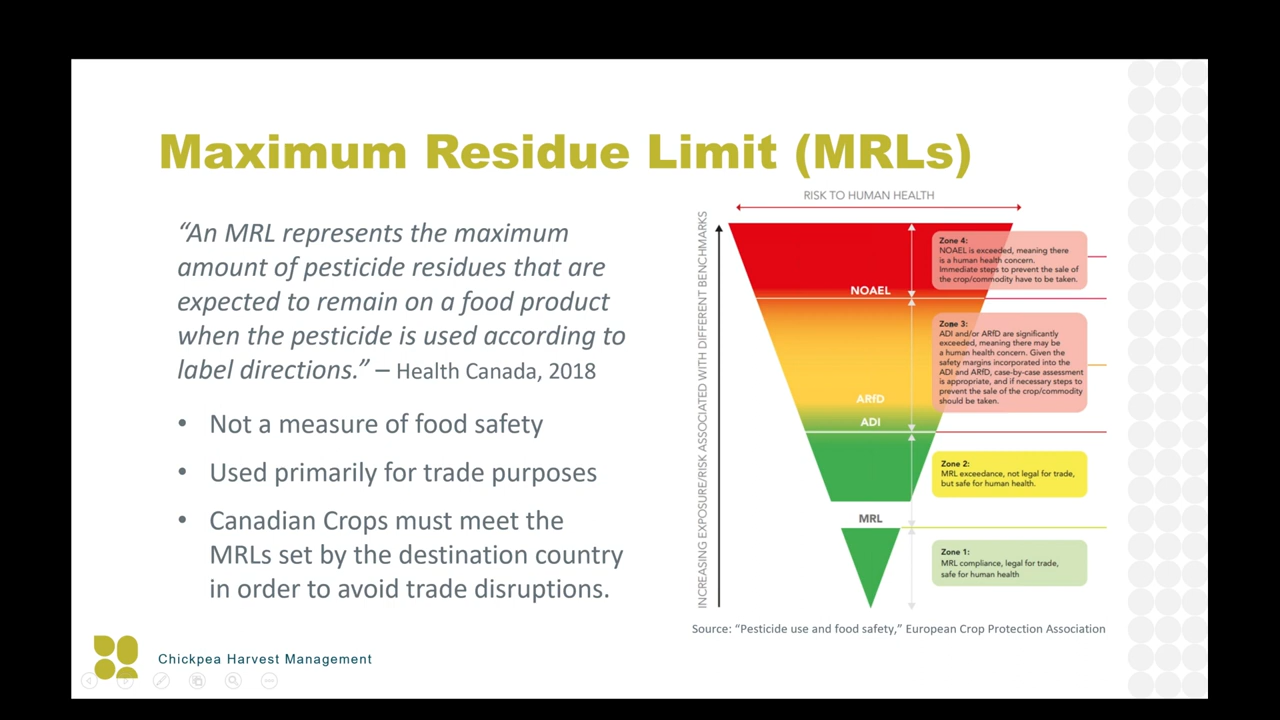 Maximum Residue Limit (MRLs)
“An MRL represents the maximum
amount of pesticide residues that are
expected to remain on a food product
when the pesticide is used according to
label directions.” – Health Canada, 2018
• Not a measure of food safety
• Used primarily for trade purposes
• Canadian Crops must meet the
MRLs set by the destination country
in order to avoid trade disruptions.
RISK TO HUMAN HEALTH
INCREASING EXPOSURE/RISK ASSOCIATED WITH DIFFERENT BENCHMARKS
NOAEL
ARfD
ADI
MRL
Zone 4:
NOAEL is exceeded, meaning there
is a human health concern.
Immediate steps to prevent the sale of
the crop/commodity have to be taken.
Zone 3:
ADI and/or ARfD are significantly
exceeded, meaning there may be
a human health concern. Given the
safety margins incorporated into the
ADI and ARfD, case-by-case assessment
is appropriate, and if necessary steps to
prevent the sale of the crop/commodity
should be taken.
Zone 2:
MRL exceedance, not legal for trade,
but safe for human health.
Zone 1:
MRL compliance, legal for trade,
safe for human health
Source: “Pesticide use and food safety,” European Crop Protection Association
Chickpea Harvest Management